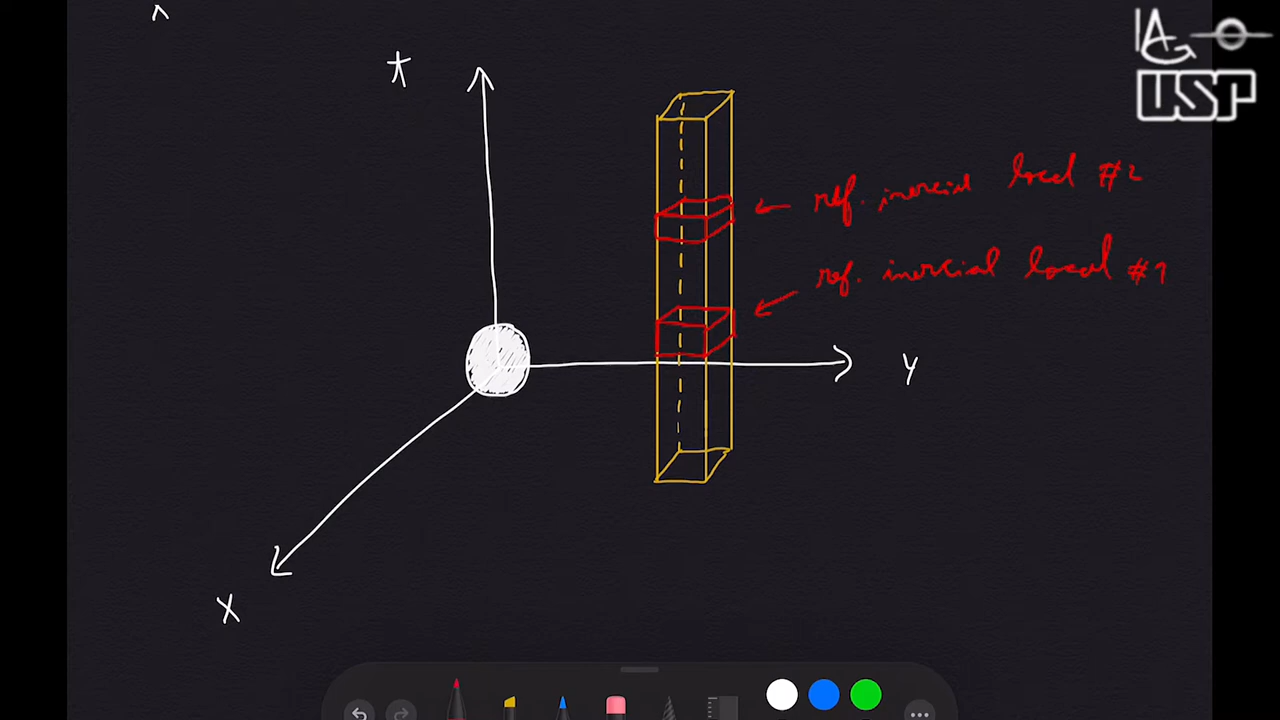 IAG
USP
t
ref. inercial local #2
ref. inercial local #1
y
x